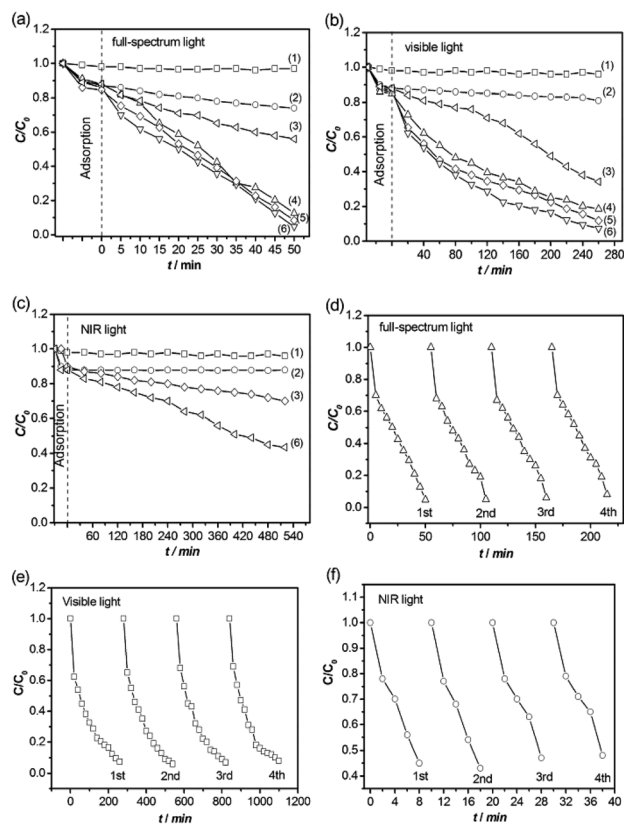 (a)
full-spectrum light
C/C0
1.2
1.0
0.8
0.6
0.4
0.2
0.0
Adsorption
(1)
(2)
(3)
(4)
(5)
(6)
0 5 10 15 20 25 30 35 40 45 50
t / min
(b)
visible light
C/C0
1.2
1.0
0.8
0.6
0.4
0.2
0.0
Adsorption
(1)
(2)
(3)
(4)
(5)
(6)
40 80 120 160 200 240 280
t / min
(c)
NIR light
C/C0
1.2
1.0
0.8
0.6
0.4
0.2
0.0
Adsorption
(1)
(2)
(3)
(6)
60 120 180 240 300 360 420 480 540
t / min
(d)
full-spectrum light
C/C0
1.2
1.0
0.8
0.6
0.4
0.2
0.0
1st 2nd 3rd 4th
0 50 100 150 200
t / min
(e)
Visible light
C/C0
1.2
1.0
0.8
0.6
0.4
0.2
0.0
1st 2nd 3rd 4th
0 200 400 600 800 1000 1200
t / min
(f)
NIR light
C/C0
1.1
1.0
0.9
0.8
0.7
0.6
0.5
0.4
1st 2nd 3rd 4th
0 4 8 12 16 20 24 28 32 36 40
t / min